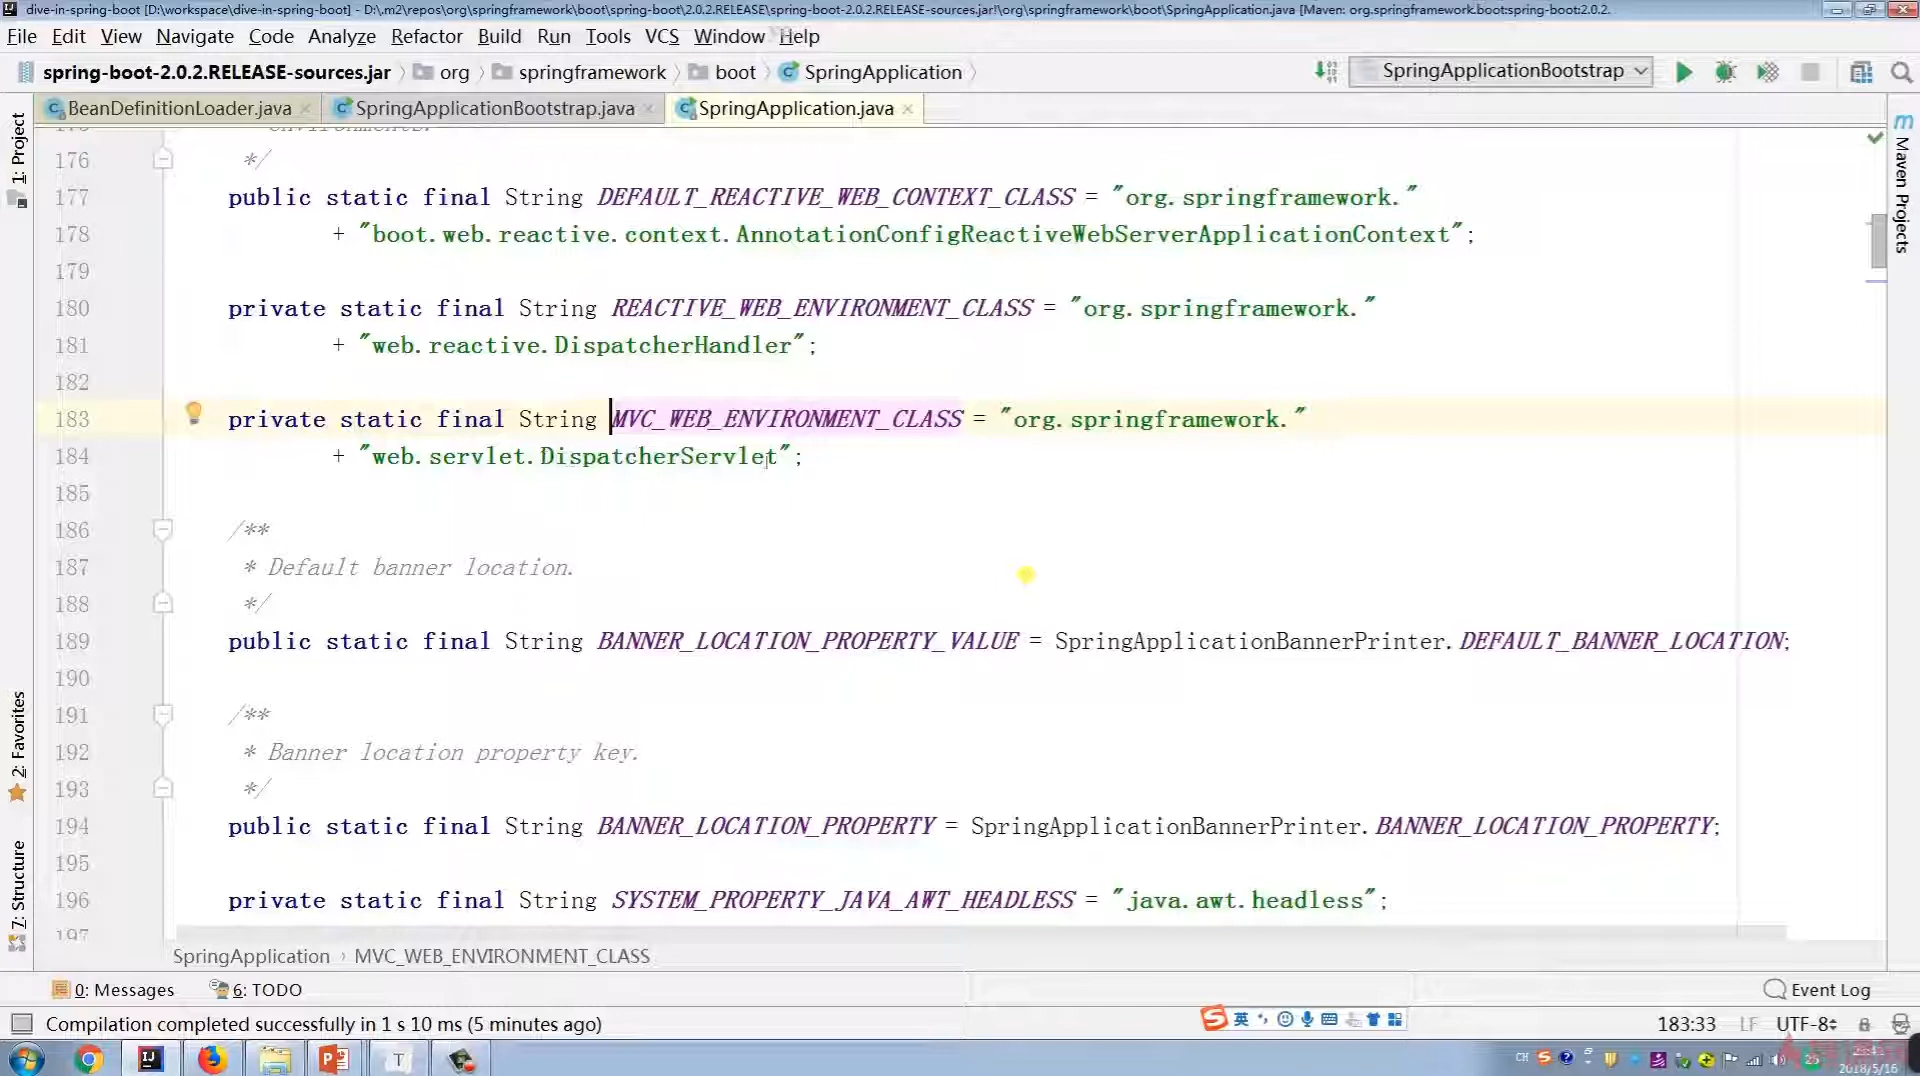 dive-in-spring-boot [D:\workspace\dive-in-spring-boot] - D:\.m2\repos\org\springframework\boot\spring-boot\2.0.2.RELEASE\spring-boot-2.0.2.RELEASE-sources.jar!\org\springframework\boot\SpringApplication.java [Maven: org.springframework.boot:spring-boot:2.0.2.
File Edit View Navigate Code Analyze Refactor Build Run Tools VCS Window Help
spring-boot-2.0.2.RELEASE-sources.jar org springframework boot SpringApplication SpringApplicationBootstrap
BeanDefinitionLoader.java SpringApplicationBootstrap.java SpringApplication.java
1: Project
Maven Projects
176 */
177 public static final String DEFAULT_REACTIVE_WEB_CONTEXT_CLASS = "org.springframework."
178 + "boot.web.reactive.context.AnnotationConfigReactiveWebServerApplicationContext";
179
180 private static final String REACTIVE_WEB_ENVIRONMENT_CLASS = "org.springframework."
181 + "web.reactive.DispatcherHandler";
182
183 private static final String MVC_WEB_ENVIRONMENT_CLASS = "org.springframework."
184 + "web.servlet.DispatcherServlet";
185
186 /**
187 * Default banner location.
188 */
189 public static final String BANNER_LOCATION_PROPERTY_VALUE = SpringApplicationBannerPrinter.DEFAULT_BANNER_LOCATION;
190
191 /**
192 * Banner location property key.
193 */
194 public static final String BANNER_LOCATION_PROPERTY = SpringApplicationBannerPrinter.BANNER_LOCATION_PROPERTY;
195
196 private static final String SYSTEM_PROPERTY_JAVA_AWT_HEADLESS = "java.awt.headless";
197
2: Favorites
7: Structure
SpringApplication › MVC_WEB_ENVIRONMENT_CLASS
0: Messages 6: TODO Event Log
Compilation completed successfully in 1 s 10 ms (5 minutes ago) 英 183:33 LF UTF-8
CH
2018/5/16